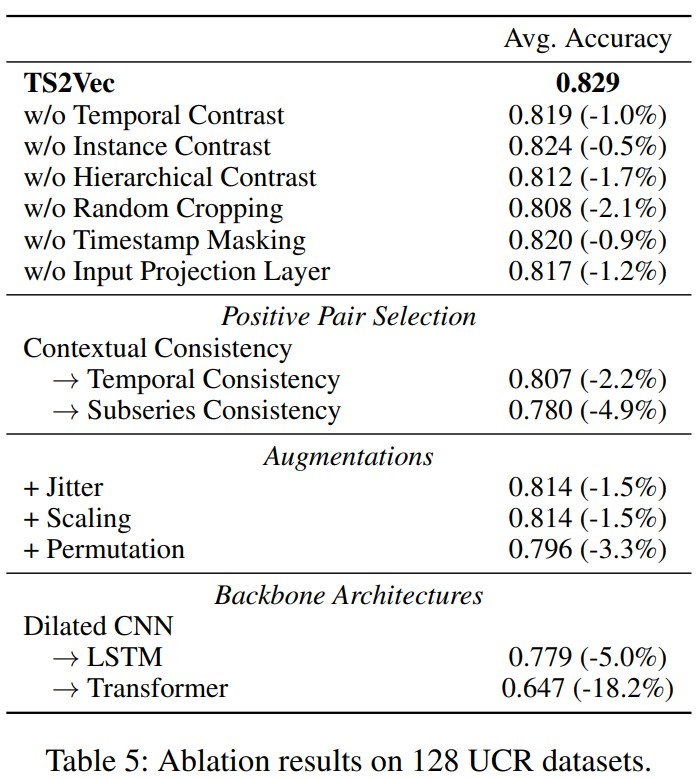 Avg. Accuracy
TS2Vec 0.829
w/o Temporal Contrast 0.819 (-1.0%)
w/o Instance Contrast 0.824 (-0.5%)
w/o Hierarchical Contrast 0.812 (-1.7%)
w/o Random Cropping 0.808 (-2.1%)
w/o Timestamp Masking 0.820 (-0.9%)
w/o Input Projection Layer 0.817 (-1.2%)
Positive Pair Selection
Contextual Consistency
→ Temporal Consistency 0.807 (-2.2%)
→ Subseries Consistency 0.780 (-4.9%)
Augmentations
+ Jitter 0.814 (-1.5%)
+ Scaling 0.814 (-1.5%)
+ Permutation 0.796 (-3.3%)
Backbone Architectures
Dilated CNN
→ LSTM 0.779 (-5.0%)
→ Transformer 0.647 (-18.2%)
Table 5: Ablation results on 128 UCR datasets.